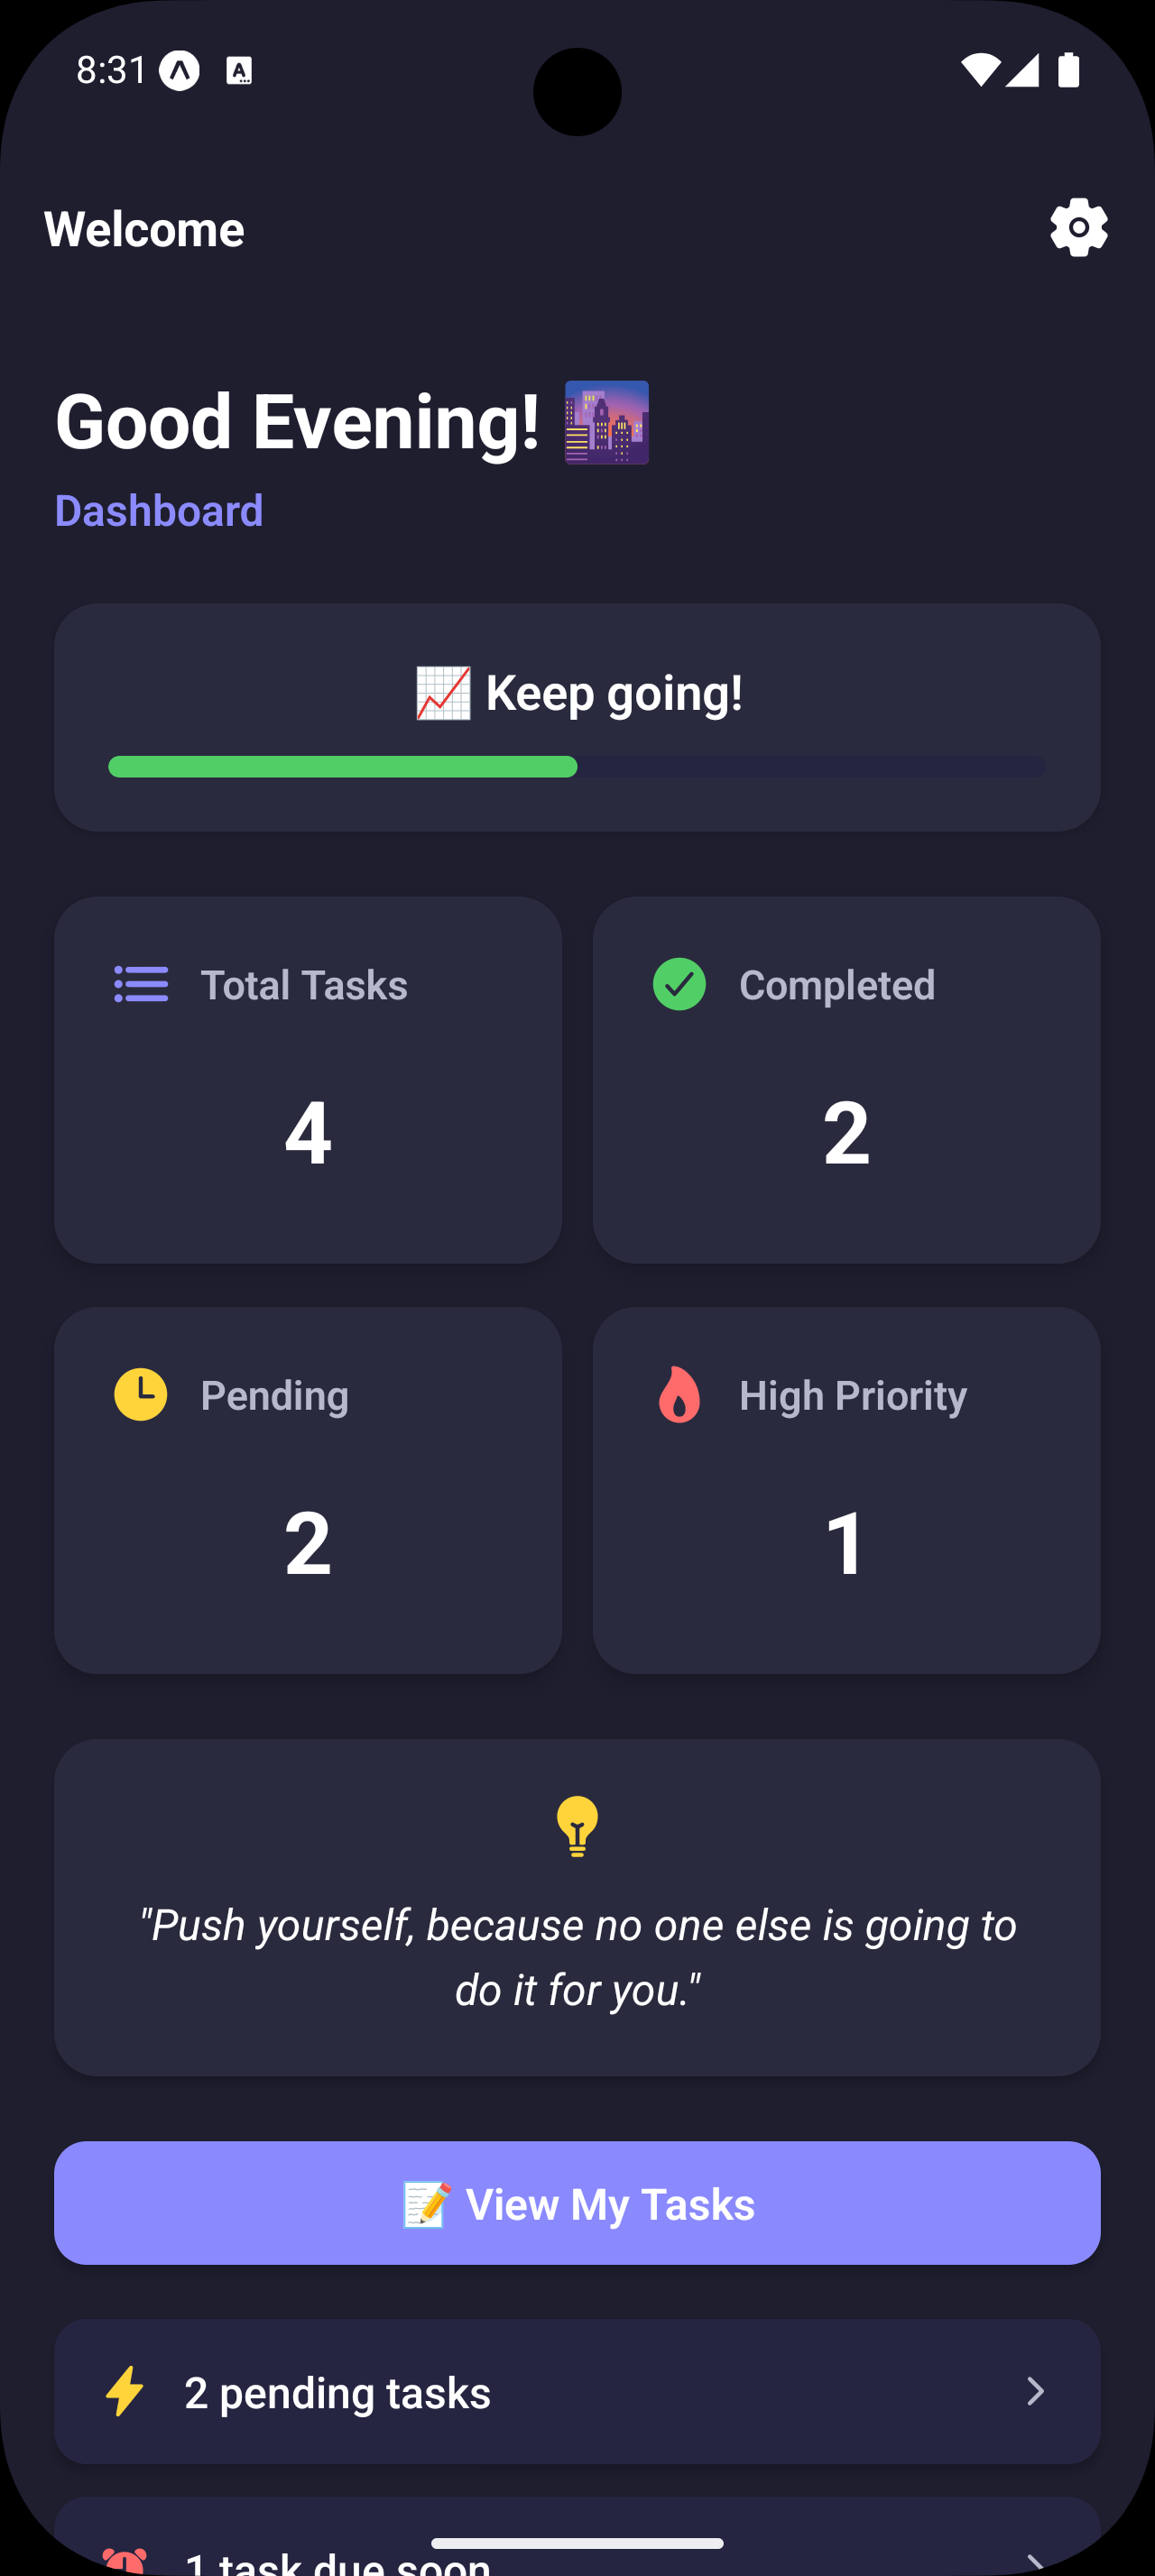 8:31
Welcome
Good Evening! 🌆
Dashboard
📈 Keep going!
Total Tasks
Completed
4
2
Pending
High Priority
2
1
"Push yourself, because no one else is going to
do it for you."
📝 View My Tasks
2 pending tasks
1 task due soon